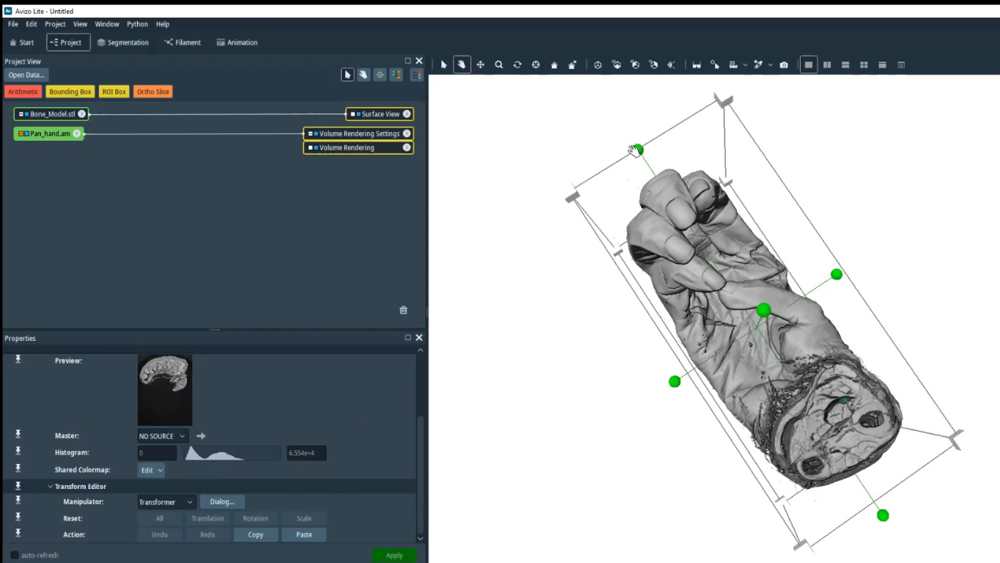 Avizo Lite - Untitled
File Edit Project View Window Python Help
Start Project Segmentation Filament Animation
Project View
Open Data...
Arithmetic Bounding Box ROI Box Ortho Slice
Bone_Model.stl Surface View
Pan_hand.am Volume Rendering Settings
Volume Rendering
Properties
Preview:
Master: NO SOURCE
Histogram: 0 6.554e+4
Shared Colormap: Edit
Transform Editor
Manipulator: Transformer Dialog...
Reset: All Translation Rotation Scale
Action: Undo Redo Copy Paste
auto-refresh Apply